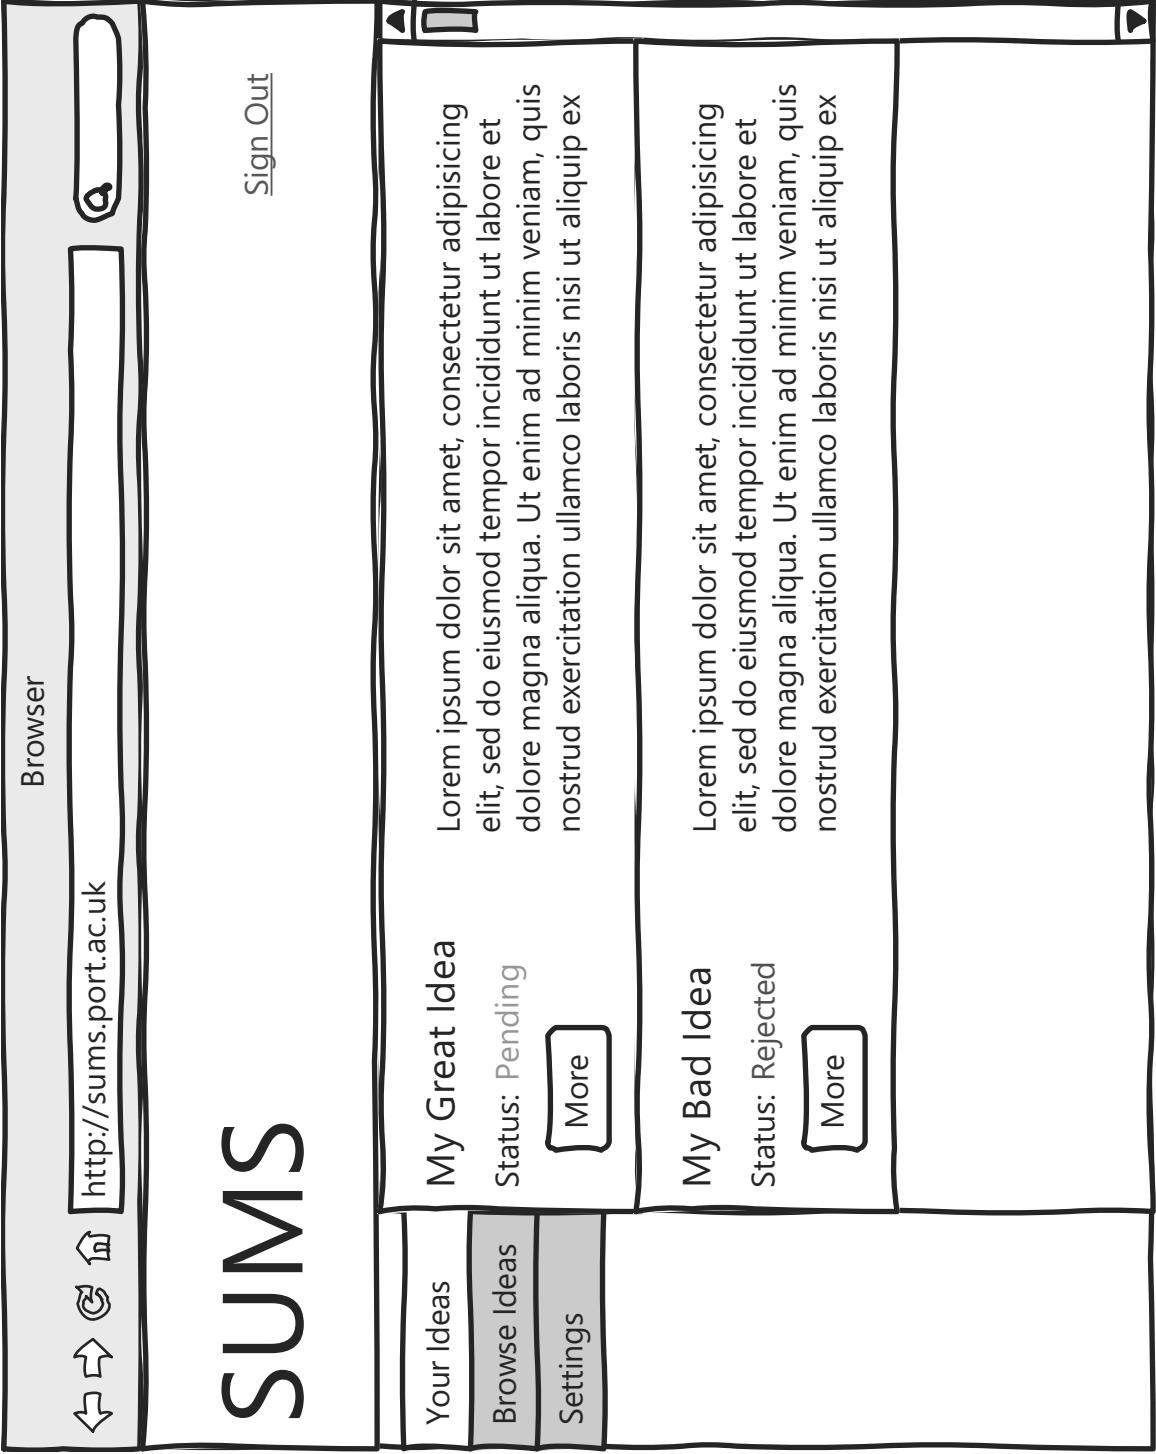 Browser
http://sums.port.ac.uk
SUMS
Sign Out
Your Ideas
Browse Ideas
Settings
My Great Idea
Status: Pending
More
Lorem ipsum dolor sit amet, consectetur adipisicing
elit, sed do eiusmod tempor incididunt ut labore et
dolore magna aliqua. Ut enim ad minim veniam, quis
nostrud exercitation ullamco laboris nisi ut aliquip ex
My Bad Idea
Status: Rejected
More
Lorem ipsum dolor sit amet, consectetur adipisicing
elit, sed do eiusmod tempor incididunt ut labore et
dolore magna aliqua. Ut enim ad minim veniam, quis
nostrud exercitation ullamco laboris nisi ut aliquip ex